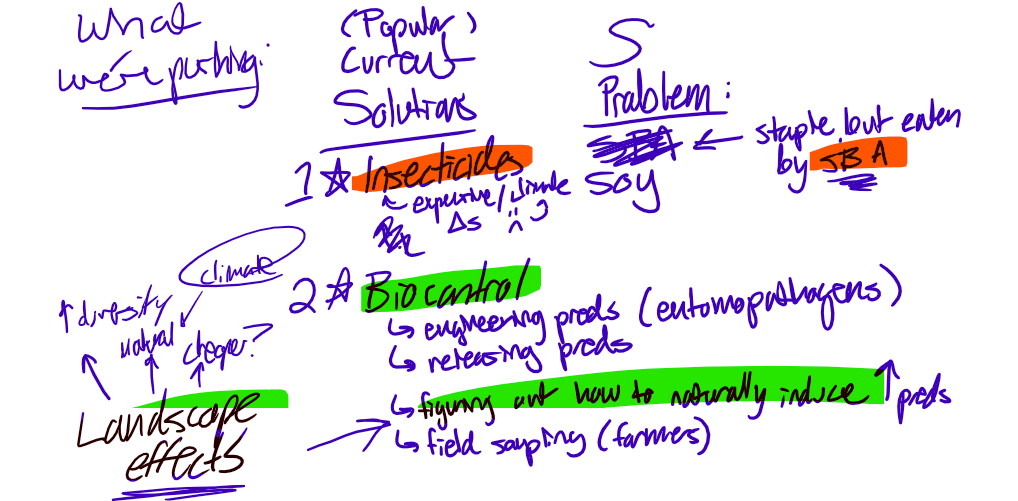 What
we're pushing:
(Popular)
Current
Solutions
S
Problem:
SBA ← staple, but eaten
by SBA
soy
1 ☆ Insecticides
← expensive / climate
Δs
2 ☆ Biocontrol
↳ engineering preds (entomopathogens)
↳ releasing preds
↳ figuring out how to naturally induce ↑ preds
↳ field sampling (farmers)
climate
↑ diversity
natural
cheaper?
Landscape
effects